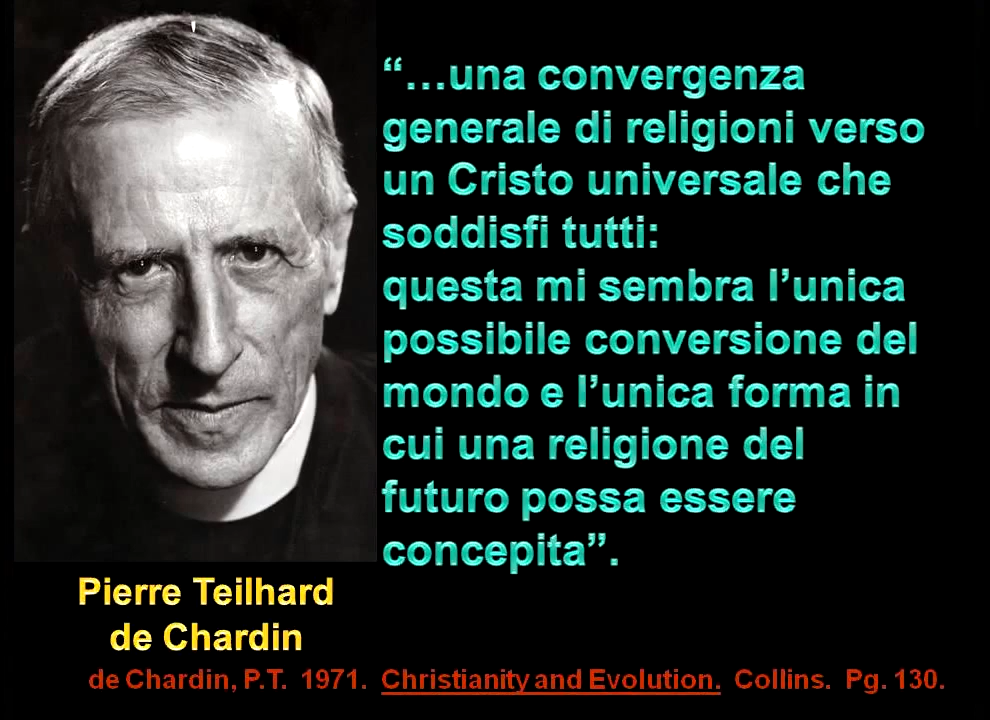 “…una convergenza
generale di religioni verso
un Cristo universale che
soddisfi tutti:
questa mi sembra l’unica
possibile conversione del
mondo e l’unica forma in
cui una religione del
futuro possa essere
concepita”.
Pierre Teilhard
de Chardin
de Chardin, P.T. 1971. Christianity and Evolution. Collins. Pg. 130.